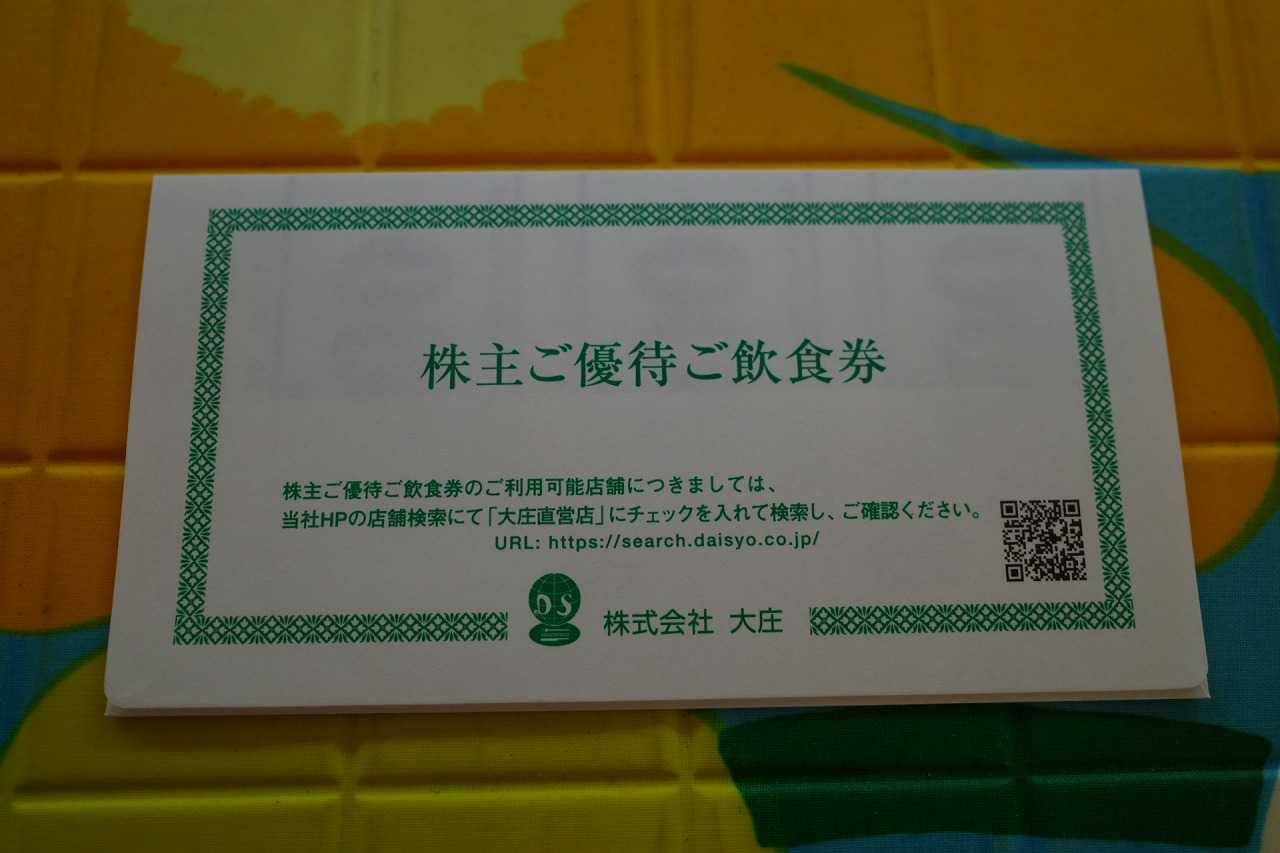 株主ご優待ご飲食券
株主ご優待ご飲食券のご利用可能店舗につきましては、
当社HPの店舗検索にて「大庄直営店」にチェックを入れて検索し、ご確認ください。
URL: https://search.daisyo.co.jp/
DS
株式会社 大庄